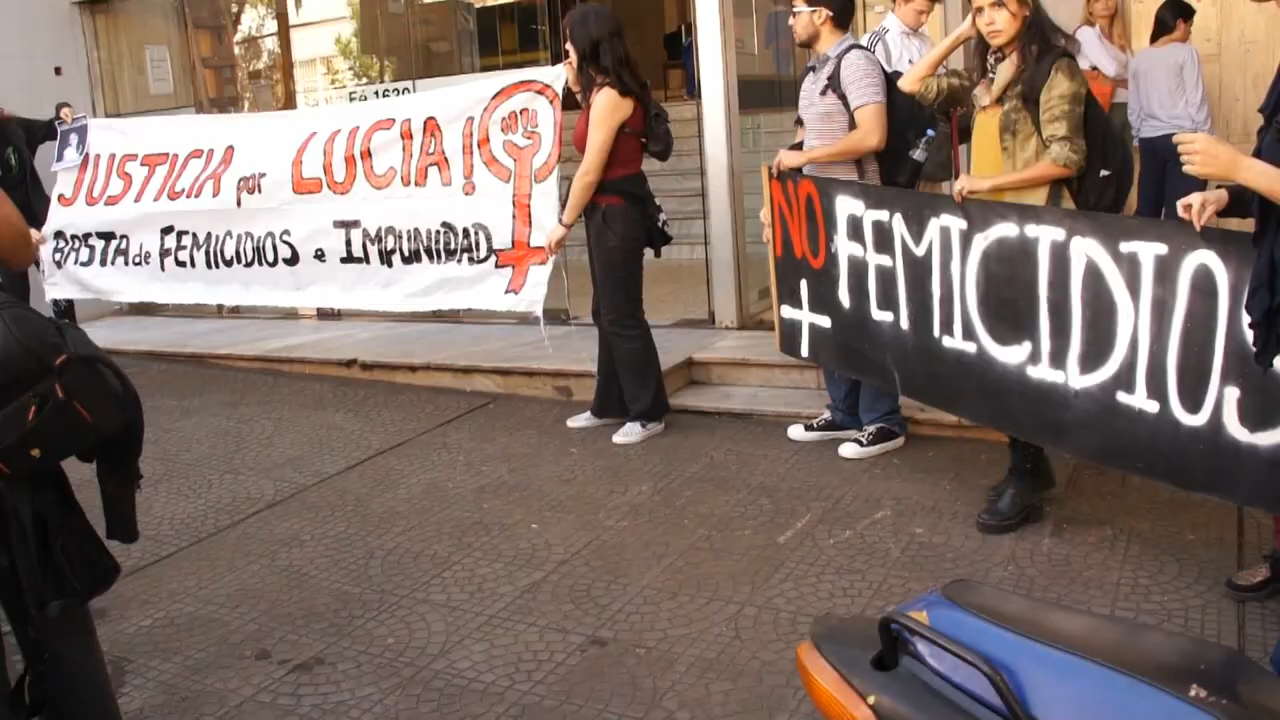 FÉ 1620
JUSTICIA por LUCIA!
BASTA de FEMICIDIOS e IMPUNIDAD
NO
+ FEMICIDIOS